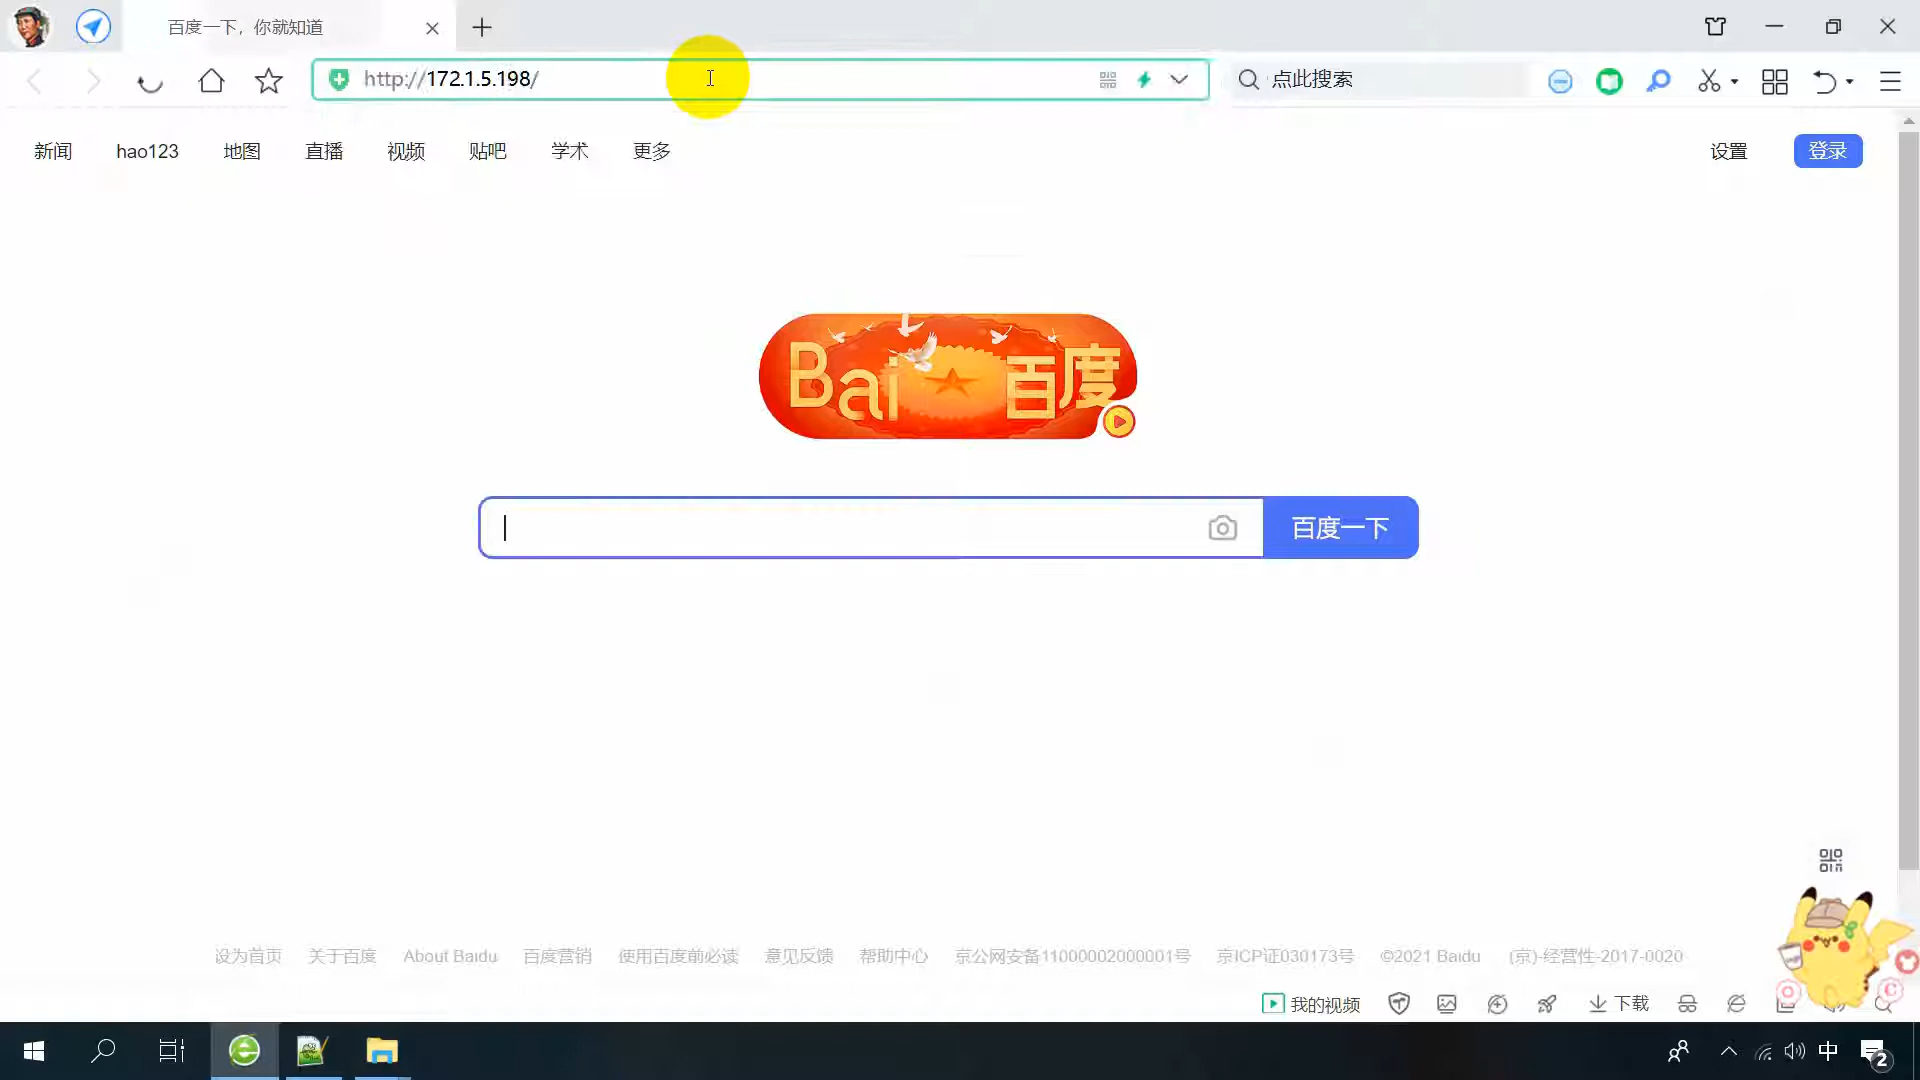 百度一下，你就知道
http://172.1.5.198/
点此搜索
新闻 hao123 地图 直播 视频 贴吧 学术 更多
设置 登录
Bai 百度
百度一下
设为首页 关于百度 About Baidu 百度营销 使用百度前必读 意见反馈 帮助中心 京公网安备11000002000001号 京ICP证030173号 ©2021 Baidu (京)-经营性-2017-0020
我的视频 下载
中 2